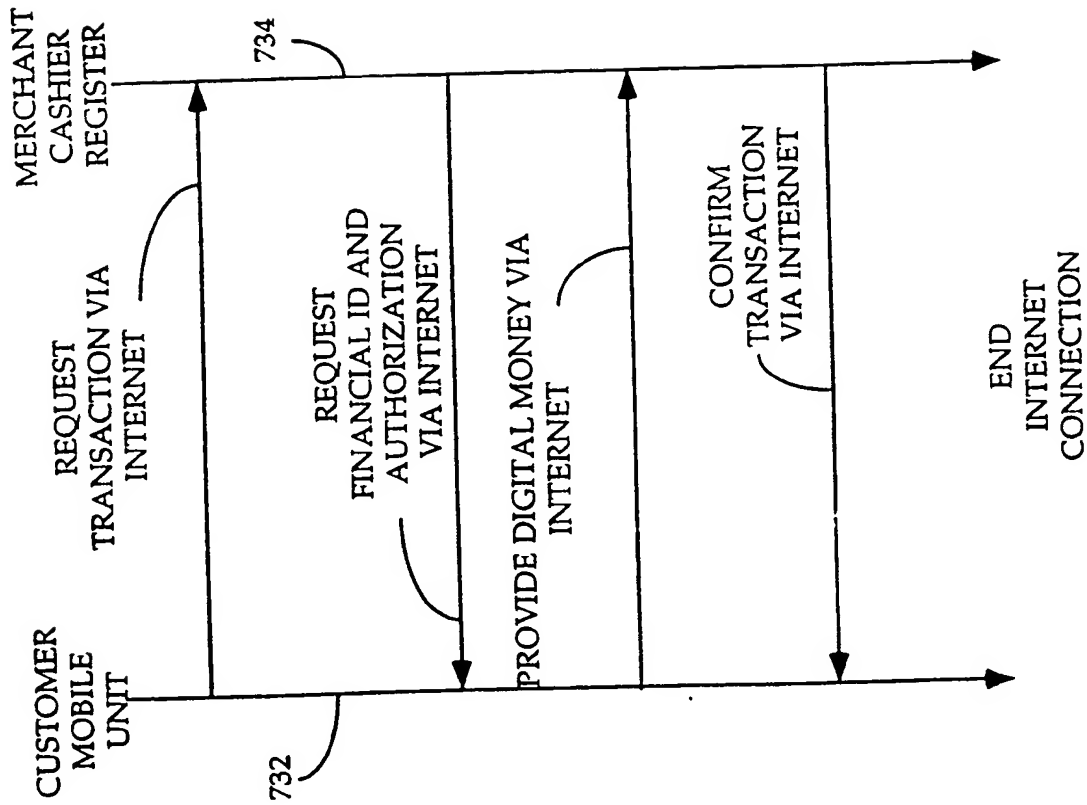 CUSTOMER
MOBILE
UNIT
MERCHANT
CASHIER
REGISTER
732
734
REQUEST
TRANSACTION VIA
INTERNET
REQUEST
FINANCIAL ID AND
AUTHORIZATION
VIA INTERNET
PROVIDE DIGITAL MONEY VIA
INTERNET
CONFIRM
TRANSACTION
VIA INTERNET
END
INTERNET
CONNECTION